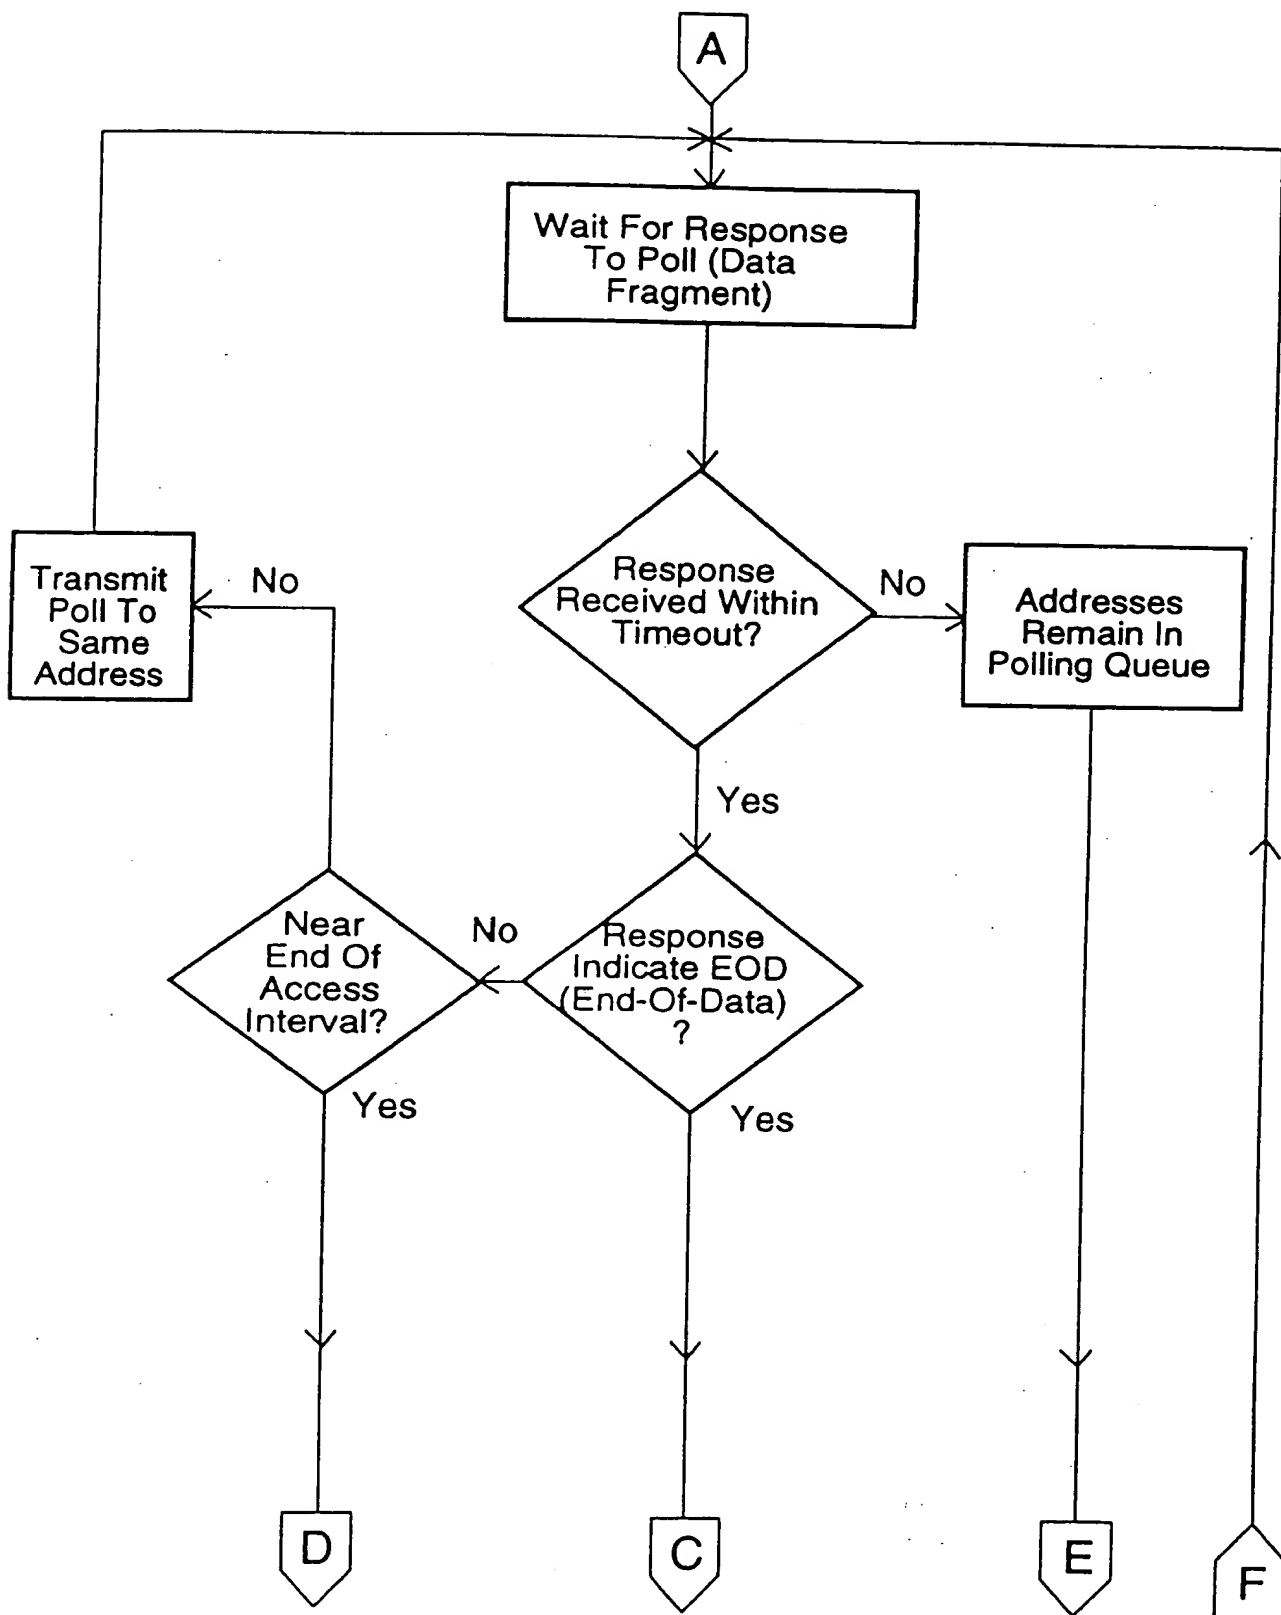 A
Wait For Response
To Poll (Data
Fragment)
Response
Received Within
Timeout?
No
Addresses
Remain In
Polling Queue
Transmit
Poll To
Same
Address
No
Yes
Near
End Of
Access
Interval?
No
Response
Indicate EOD
(End-Of-Data)
?
Yes
Yes
D
C
E
F